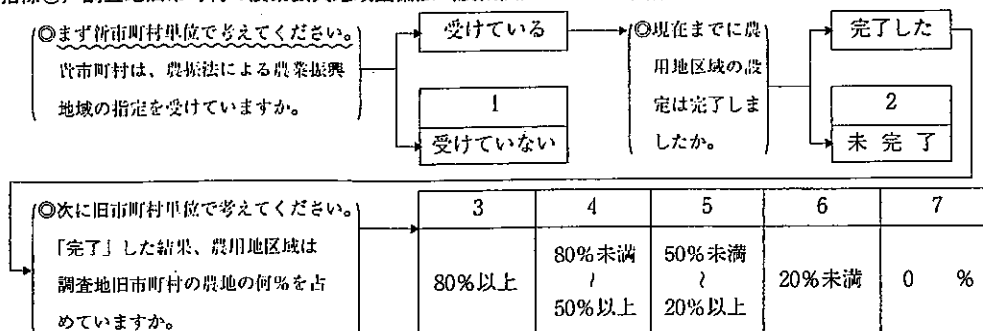 ◎まず新市町村単位で考えてください。
貴市町村は、農振法による農業振興
地域の指定を受けていますか。
受けている
1
受けていない
◎現在までに農
用地区域の設
定は完了しま
したか。
完了した
2
未完了
◎次に旧市町村単位で考えてください。
「完了」した結果、農用地区域は
調査地旧市町村の農地の何%を占
めていますか。
3
80%以上
4
80%未満
~
50%以上
5
50%未満
~
20%以上
6
20%未満
7
0 %